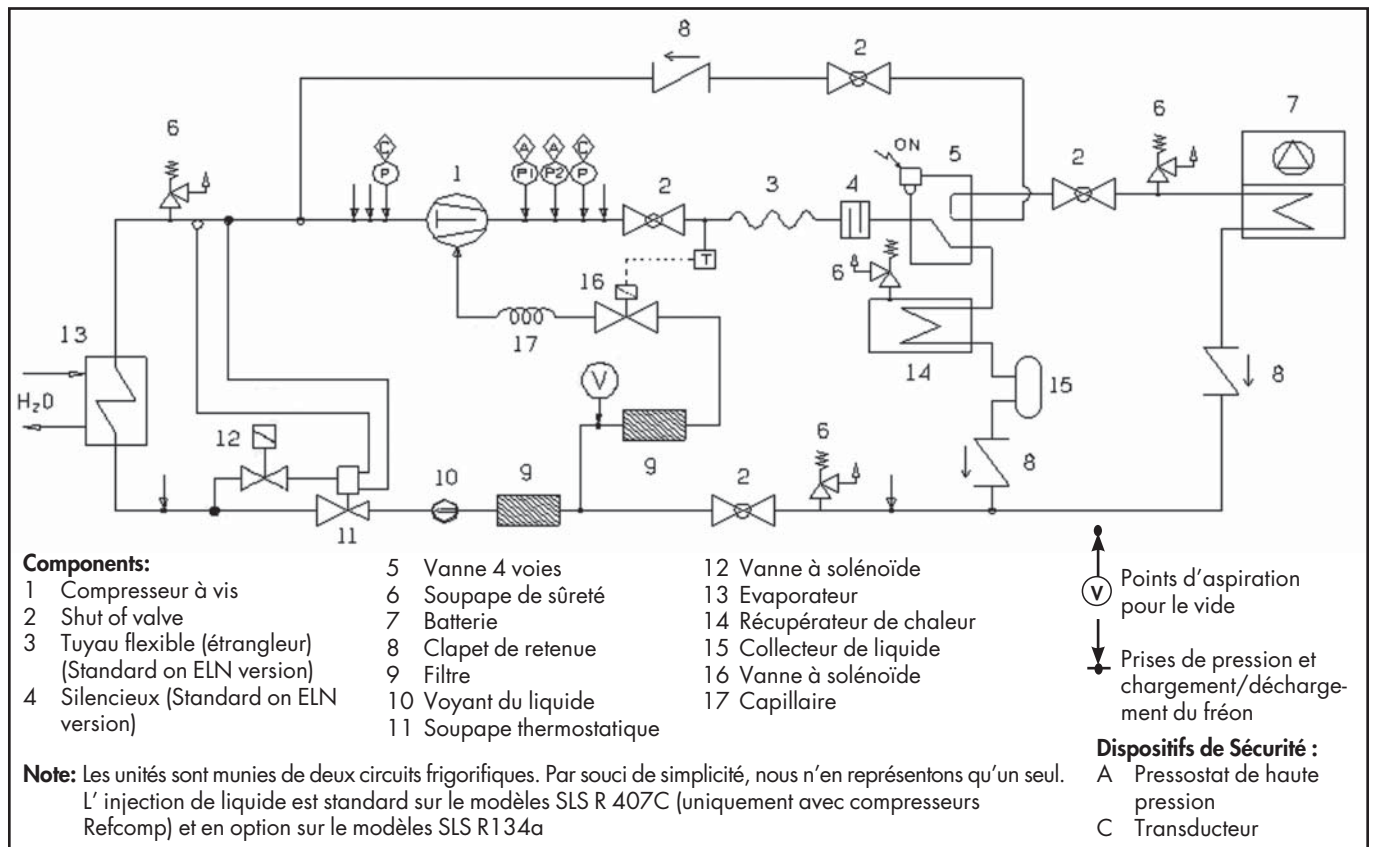 8
2
6
6
7
ON
5
C
P
A
P1
A
P2
C
P
1
2
3
4
2
T
6
16
17
13
H2O
14
15
8
V
12
6
8
10
9
9
2
11
Components:
1 Compresseur à vis
2 Shut of valve
3 Tuyau flexible (étrangleur)
(Standard on ELN version)
4 Silencieux (Standard on ELN
version)
5 Vanne 4 voies
6 Soupape de sûreté
7 Batterie
8 Clapet de retenue
9 Filtre
10 Voyant du liquide
11 Soupape thermostatique
12 Vanne à solénoïde
13 Evaporateur
14 Récupérateur de chaleur
15 Collecteur de liquide
16 Vanne à solénoïde
17 Capillaire
V
Points d'aspiration
pour le vide
Prises de pression et
chargement/décharge-
ment du fréon
Dispositifs de Sécurité :
A Pressostat de haute
pression
C Transducteur
Note: Les unités sont munies de deux circuits frigorifiques. Par souci de simplicité, nous n'en représentons qu'un seul.
L' injection de liquide est standard sur le modèles SLS R 407C (uniquement avec compresseurs
Refcomp) et en option sur le modèles SLS R134a